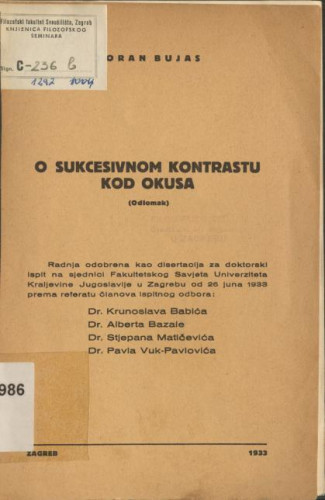 Filozofski fakultet Sveučilišta, Zagreb
KNJIŽNICA FILOZOFSKOG
SEMINARA
Sign. C-236 b
ORAN BUJAS
O SUKCESIVNOM KONTRASTU
KOD OKUSA
(Odlomak)
Radnja odobrena kao disertacija za doktorski
ispit na sjednici Fakultetskog Savjeta Univerziteta
Kraljevine Jugoslavije u Zagrebu od 26 juna 1933
prema referatu članova ispitnog odbora:
Dr. Krunoslava Babića
Dr. Alberta Bazale
Dr. Stjepana Matičevića
Dr. Pavla Vuk-Pavlovića
986
ZAGREB 1933